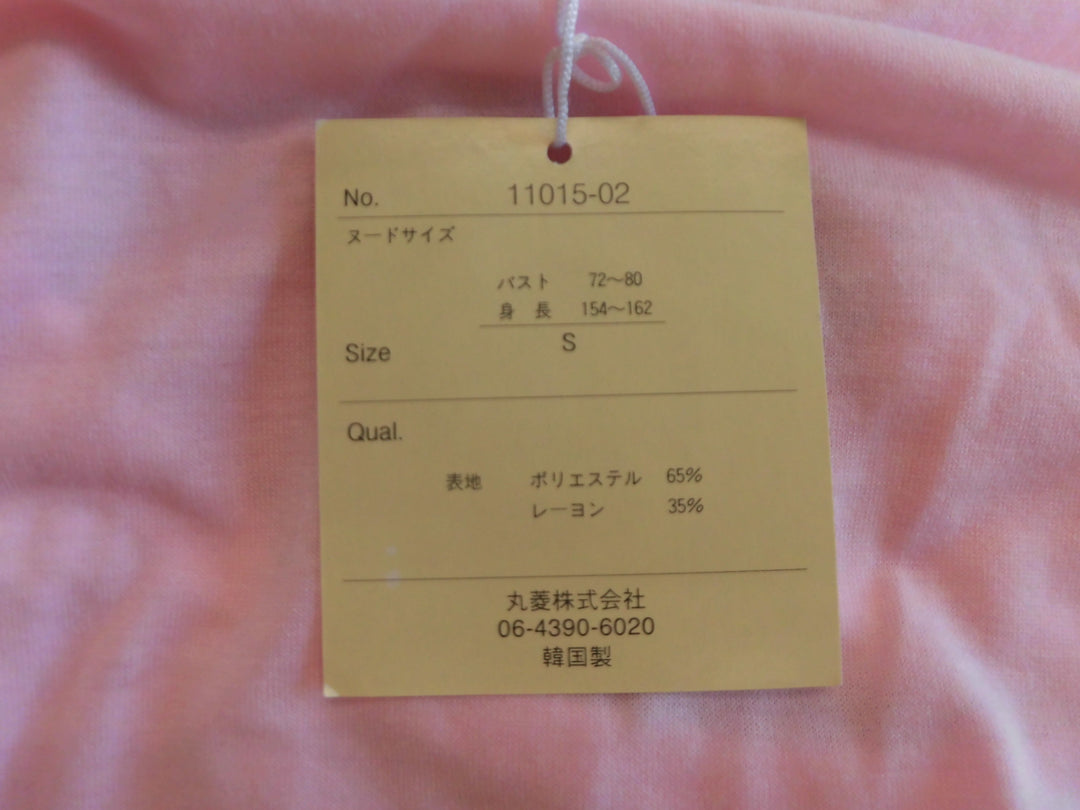 No. 11015-02
ヌードサイズ
バスト 72〜80
身 長 154〜162
Size S
Qual.
表地 ポリエステル 65%
レーヨン 35%
丸菱株式会社
06-4390-6020
韓国製